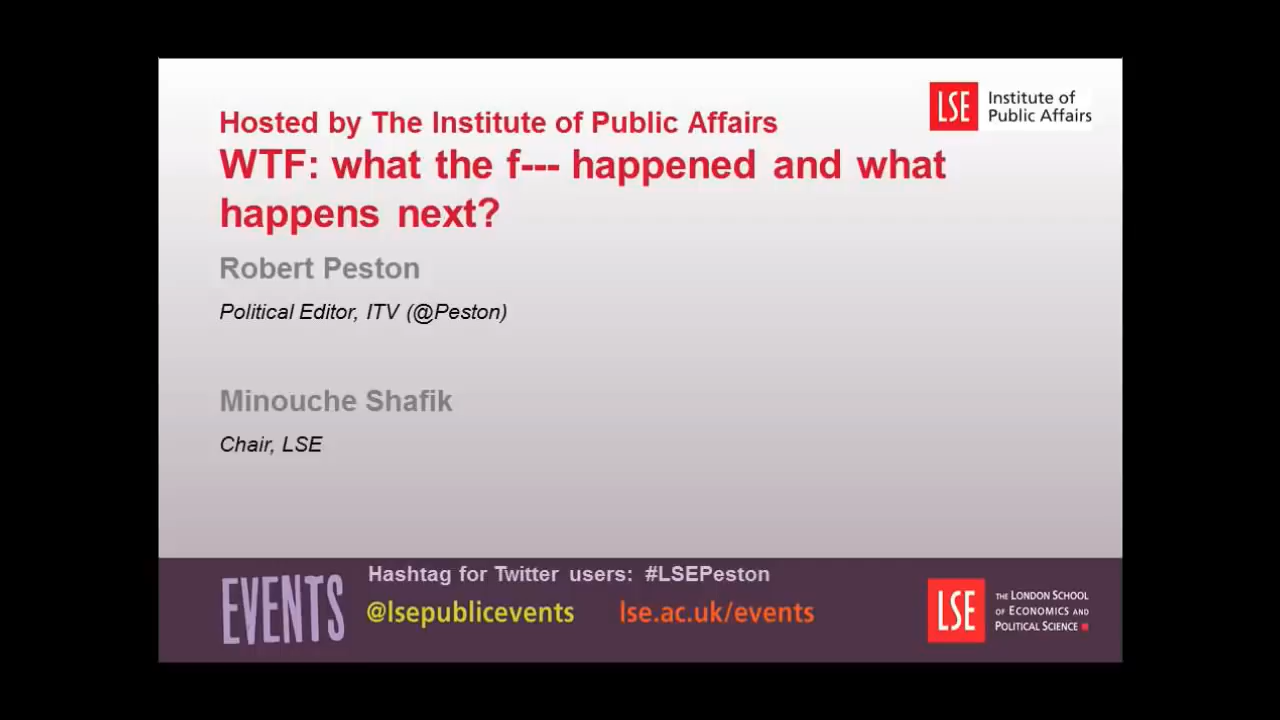 LSE Institute of
Public Affairs
Hosted by The Institute of Public Affairs
WTF: what the f--- happened and what
happens next?
Robert Peston
Political Editor, ITV (@Peston)
Minouche Shafik
Chair, LSE
EVENTS
Hashtag for Twitter users: #LSEPeston
@lsepublicevents lse.ac.uk/events
LSE
THE LONDON SCHOOL
OF ECONOMICS AND
POLITICAL SCIENCE